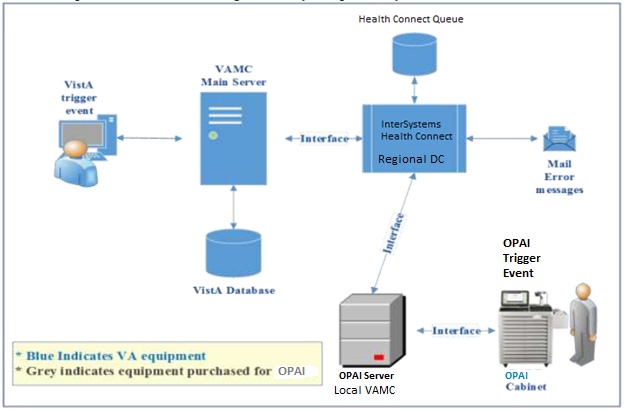 Health Connect Queue
VistA
trigger
event
VAMC
Main Server
Interface
InterSystems
Health Connect
Regional DC
Mail
Error
messages
Interface
VistA Database
OPAI
Trigger
Event
Interface
OPAI Server
Local VAMC
OPAI
Cabinet
* Blue Indicates VA equipment
* Grey indicates equipment purchased for OPAI